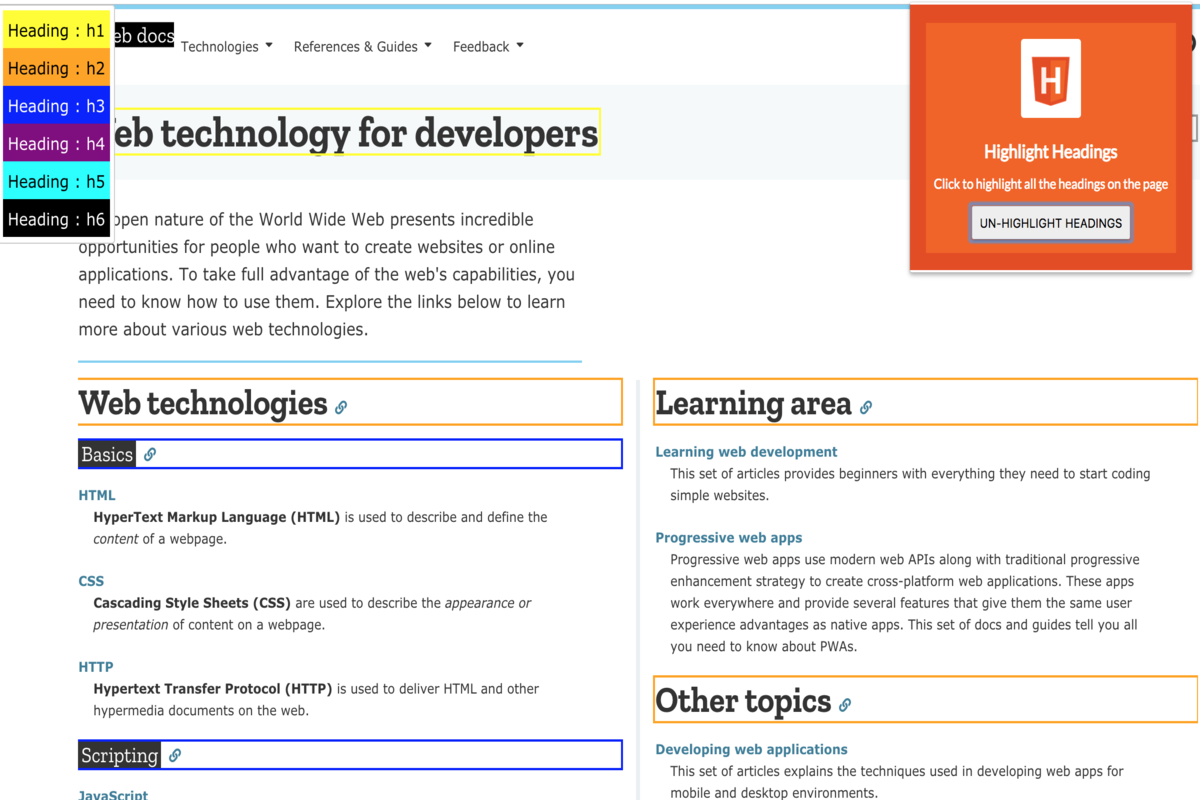 Heading : h1
Heading : h2
Heading : h3
Heading : h4
Heading : h5
Heading : h6
docs
Technologies
References & Guides
Feedback
H
Highlight Headings
Click to highlight all the headings on the page
UN-HIGHLIGHT HEADINGS
technology for developers
open nature of the World Wide Web presents incredible
opportunities for people who want to create websites or online
applications. To take full advantage of the web's capabilities, you
need to know how to use them. Explore the links below to learn
more about various web technologies.
Web technologies
Basics
HTML
HyperText Markup Language (HTML) is used to describe and define the
content of a webpage.
CSS
Cascading Style Sheets (CSS) are used to describe the appearance or
presentation of content on a webpage.
HTTP
Hypertext Transfer Protocol (HTTP) is used to deliver HTML and other
hypermedia documents on the web.
Scripting
JavaScript
Learning area
Learning web development
This set of articles provides beginners with everything they need to start coding
simple websites.
Progressive web apps
Progressive web apps use modern web APIs along with traditional progressive
enhancement strategy to create cross-platform web applications. These apps
work everywhere and provide several features that give them the same user
experience advantages as native apps. This set of docs and guides tell you all
you need to know about PWAs.
Other topics
Developing web applications
This set of articles explains the techniques used in developing web apps for
mobile and desktop environments.